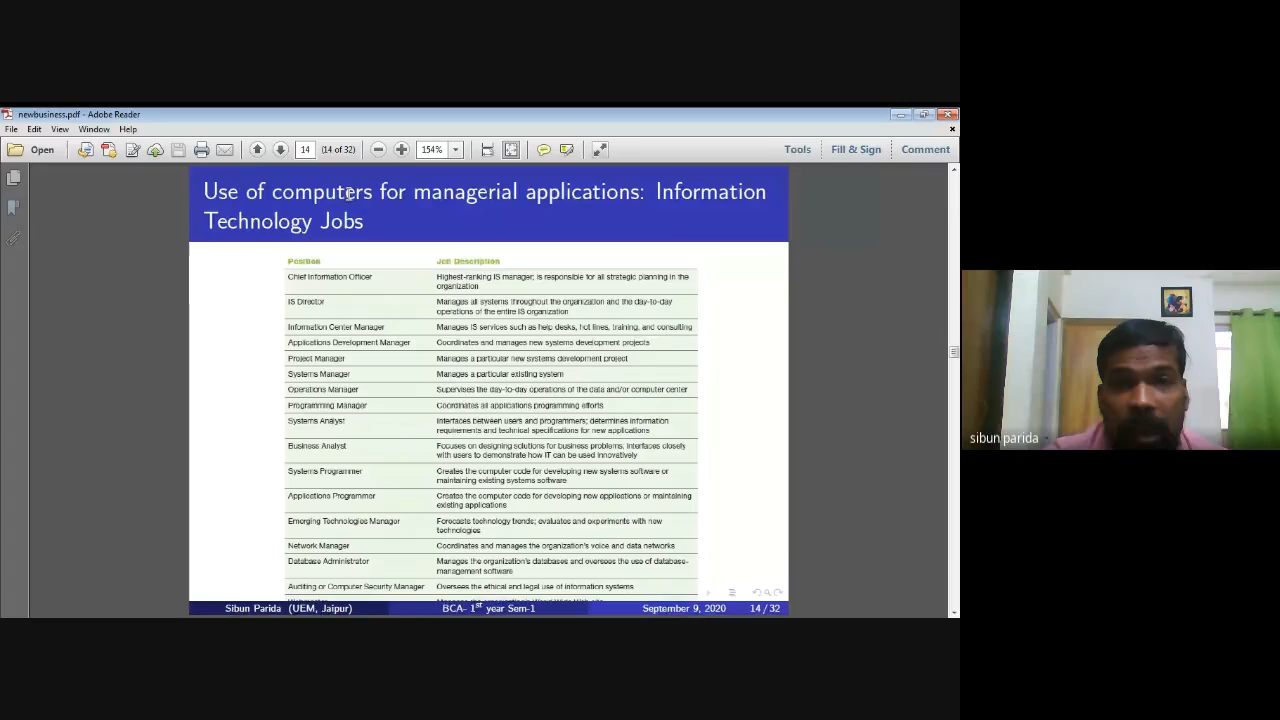 newbusiness.pdf - Adobe Reader
File Edit View Window Help
Open 14 (14 of 32) 154% Tools Fill & Sign Comment
Use of computers for managerial applications: Information
Technology Jobs
Position Job Description
Chief Information Officer Highest-ranking IS manager; is responsible for all strategic planning in the
organization
IS Director Manages all systems throughout the organization and the day-to-day
operations of the entire IS organization
Information Center Manager Manages IS services such as help desks, hot lines, training, and consulting
Applications Development Manager Coordinates and manages new systems development projects
Project Manager Manages a particular new systems development project
Systems Manager Manages a particular existing system
Operations Manager Supervises the day-to-day operations of the data and/or computer center
Programming Manager Coordinates all applications programming efforts
Systems Analyst Interfaces between users and programmers; determines information
requirements and technical specifications for new applications
Business Analyst Focuses on designing solutions for business problems; interfaces closely
with users to demonstrate how IT can be used innovatively
Systems Programmer Creates the computer code for developing new systems software or
maintaining existing systems software
Applications Programmer Creates the computer code for developing new applications or maintaining
existing applications
Emerging Technologies Manager Forecasts technology trends; evaluates and experiments with new
technologies
Network Manager Coordinates and manages the organization's voice and data networks
Database Administrator Manages the organization's databases and oversees the use of database-
management software
Auditing or Computer Security Manager Oversees the ethical and legal use of information systems
Sibun Parida (UEM, Jaipur) BCA- 1st year Sem-1 September 9, 2020 14 / 32
sibun parida